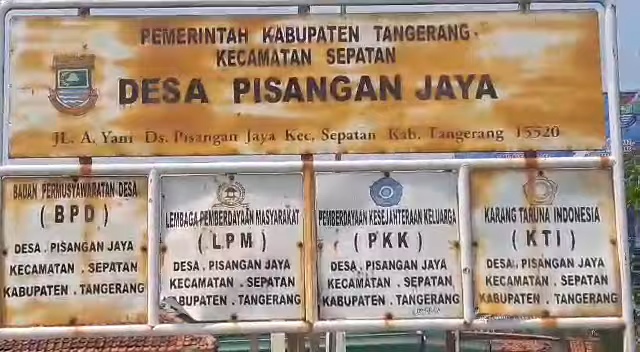 PEMERINTAH KABUPATEN TANGERANG
KECAMATAN SEPATAN
DESA PISANGAN JAYA
JL. A. Yani Ds. Pisangan Jaya Kec. Sepatan Kab. Tangerang 15520
BADAN PERMUSYAWARATAN DESA
( BPD )
DESA . PISANGAN JAYA
KECAMATAN . SEPATAN
KABUPATEN . TANGERANG
LEMBAGA PEMBERDAYAAN MASYARAKAT
( LPM )
DESA . PISANGAN JAYA
KECAMATAN . SEPATAN
KABUPATEN . TANGERANG
PEMBERDAYAAN KESEJAHTERAAN KELUARGA
( PKK )
DESA . PISANGAN JAYA
KECAMATAN . SEPATAN
KABUPATEN . TANGERANG
KARANG TARUNA INDONESIA
( KTI )
DESA . PISANGAN JAYA
KECAMATAN . SEPATAN
KABUPATEN . TANGERANG